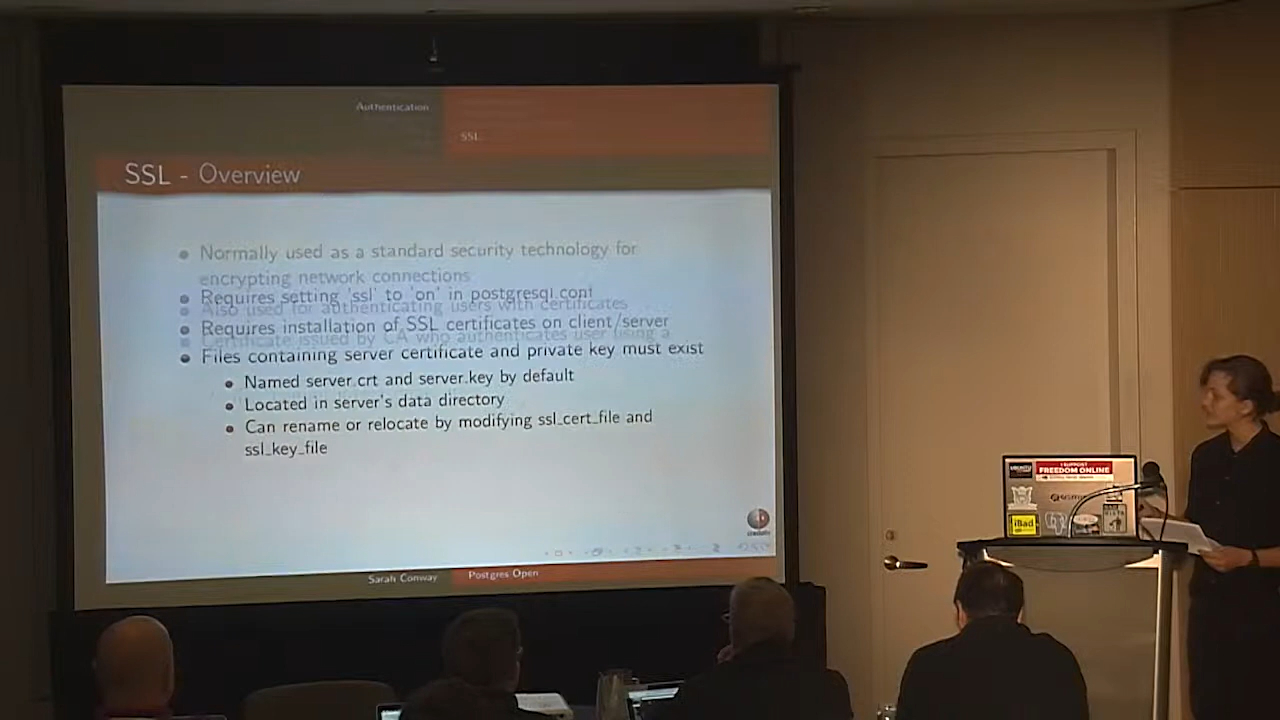 Authentication
SSL
SSL - Overview
Normally used as a standard security technology for
encrypting network connections
Requires setting 'ssl' to 'on' in postgresql.conf
Also used for authenticating users with certificates
Requires installation of SSL certificates on client/server
Certificate issued by CA who authenticates user using a
Files containing server certificate and private key must exist
Named server.crt and server.key by default
Located in server's data directory
Can rename or relocate by modifying ssl_cert_file and
ssl_key_file
Sarah Conway
Postgres Open
I SUPPORT
FREEDOM ONLINE
iBad